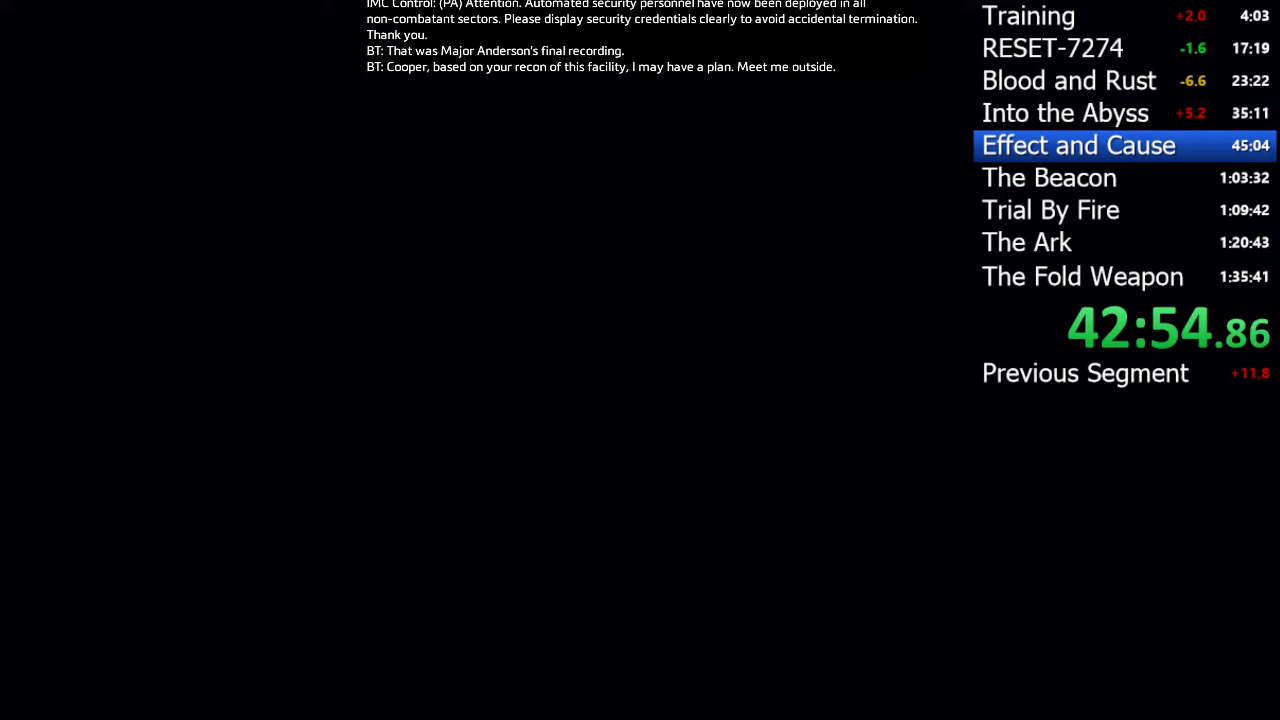 IMC Control: (PA) Attention. Automated security personnel have now been deployed in all
non-combatant sectors. Please display security credentials clearly to avoid accidental termination.
Thank you.
BT: That was Major Anderson's final recording.
BT: Cooper, based on your recon of this facility, I may have a plan. Meet me outside.
Training +2.0 4:03
RESET-7274 -1.6 17:19
Blood and Rust -6.6 23:22
Into the Abyss +5.2 35:11
Effect and Cause 45:04
The Beacon 1:03:32
Trial By Fire 1:09:42
The Ark 1:20:43
The Fold Weapon 1:35:41
42:54.86
Previous Segment +11.8